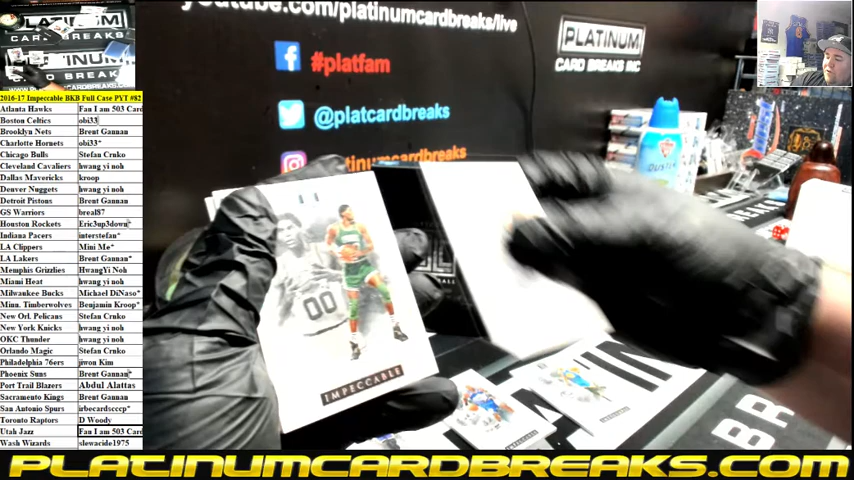 youtube.com/platinumcardbreaks/live
PLATINUM
CARD BREAKS INC
#platfam
@platcardbreaks
tinumcardbreaks
PLATINUM
2016-17 Impeccable BKB Full Case PYT #82
Atlanta Hawks Fan I am 503 Card
Boston Celtics obi33
Brooklyn Nets Brent Gannan
Charlotte Hornets obi33*
Chicago Bulls Stefan Crnko
Cleveland Cavaliers hwang yi noh
Dallas Mavericks kroop
Denver Nuggets hwang yi noh
Detroit Pistons Brent Gannan
GS Warriors breal87
Houston Rockets Eric3up3down*
Indiana Pacers interstefan*
LA Clippers Mini Me*
LA Lakers Brent Gannan*
Memphis Grizzlies HwangYi Noh
Miami Heat hwang yi noh
Milwaukee Bucks Michael DiNaso*
Minn. Timberwolves Benjamin Kroop*
New Orl. Pelicans Stefan Crnko
New York Knicks hwang yi noh
OKC Thunder hwang yi noh
Orlando Magic Stefan Crnko
Philadelphia 76ers jiwon Kim
Phoenix Suns Brent Gannan*
Port Trail Blazers Abdul Alattas
Sacramento Kings Brent Gannan
San Antonio Spurs irbecardscccp*
Toronto Raptors D Woody
Utah Jazz Fan I am 503 Card
Wash Wizards slewacide1975
00
IMPECCABLE
DUSTER
BR
PLATINUMCARDBREAKS.COM